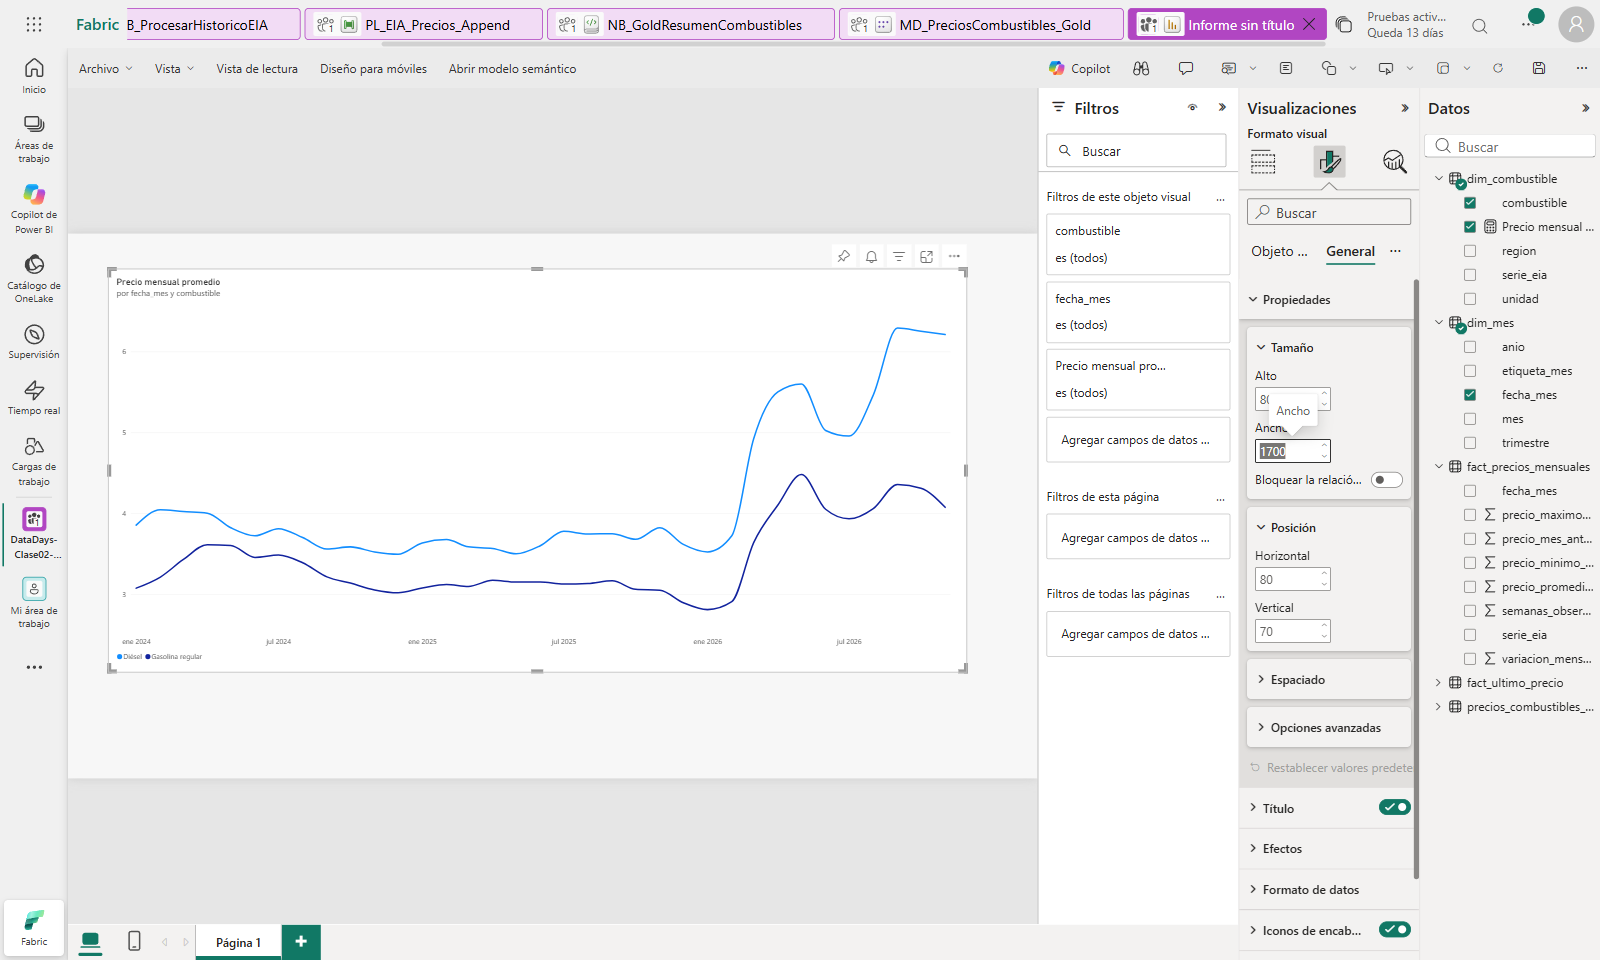 Fabric
B_ProcesarHistoricoEIA
PL_EIA_Precios_Append
NB_GoldResumenCombustibles
MD_PreciosCombustibles_Gold
Informe sin título
Pruebas activ...
Queda 13 días
Archivo
Vista
Vista de lectura
Diseño para móviles
Abrir modelo semántico
Copilot
Inicio
Áreas de
trabajo
Copilot de
Power BI
Catálogo de
OneLake
Supervisión
Tiempo real
Cargas de
trabajo
DataDays-
Clase02-...
Mi área de
trabajo
Fabric
Precio mensual promedio
por fecha_mes y combustible
6
5
4
3
ene 2024
jul 2024
ene 2025
jul 2025
ene 2026
jul 2026
Diésel
Gasolina regular
Página 1
Filtros
Buscar
Filtros de este objeto visual
...
combustible
es (todos)
fecha_mes
es (todos)
Precio mensual pro...
es (todos)
Agregar campos de datos ...
Filtros de esta página
...
Agregar campos de datos ...
Filtros de todas las páginas
...
Agregar campos de datos ...
Visualizaciones
Formato visual
Buscar
Objeto ...
General
Propiedades
Tamaño
Alto
Ancho
Ancho
1700
Bloquear la relació...
Posición
Horizontal
80
Vertical
70
Espaciado
Opciones avanzadas
Restablecer valores predete
Título
Efectos
Formato de datos
Iconos de encab...
Datos
Buscar
dim_combustible
combustible
Precio mensual ...
region
serie_eia
unidad
dim_mes
anio
etiqueta_mes
fecha_mes
mes
trimestre
fact_precios_mensuales
fecha_mes
precio_maximo...
precio_mes_ant...
precio_minimo_...
precio_promedi...
semanas_obser...
serie_eia
variacion_mens...
fact_ultimo_precio
precios_combustibles_...